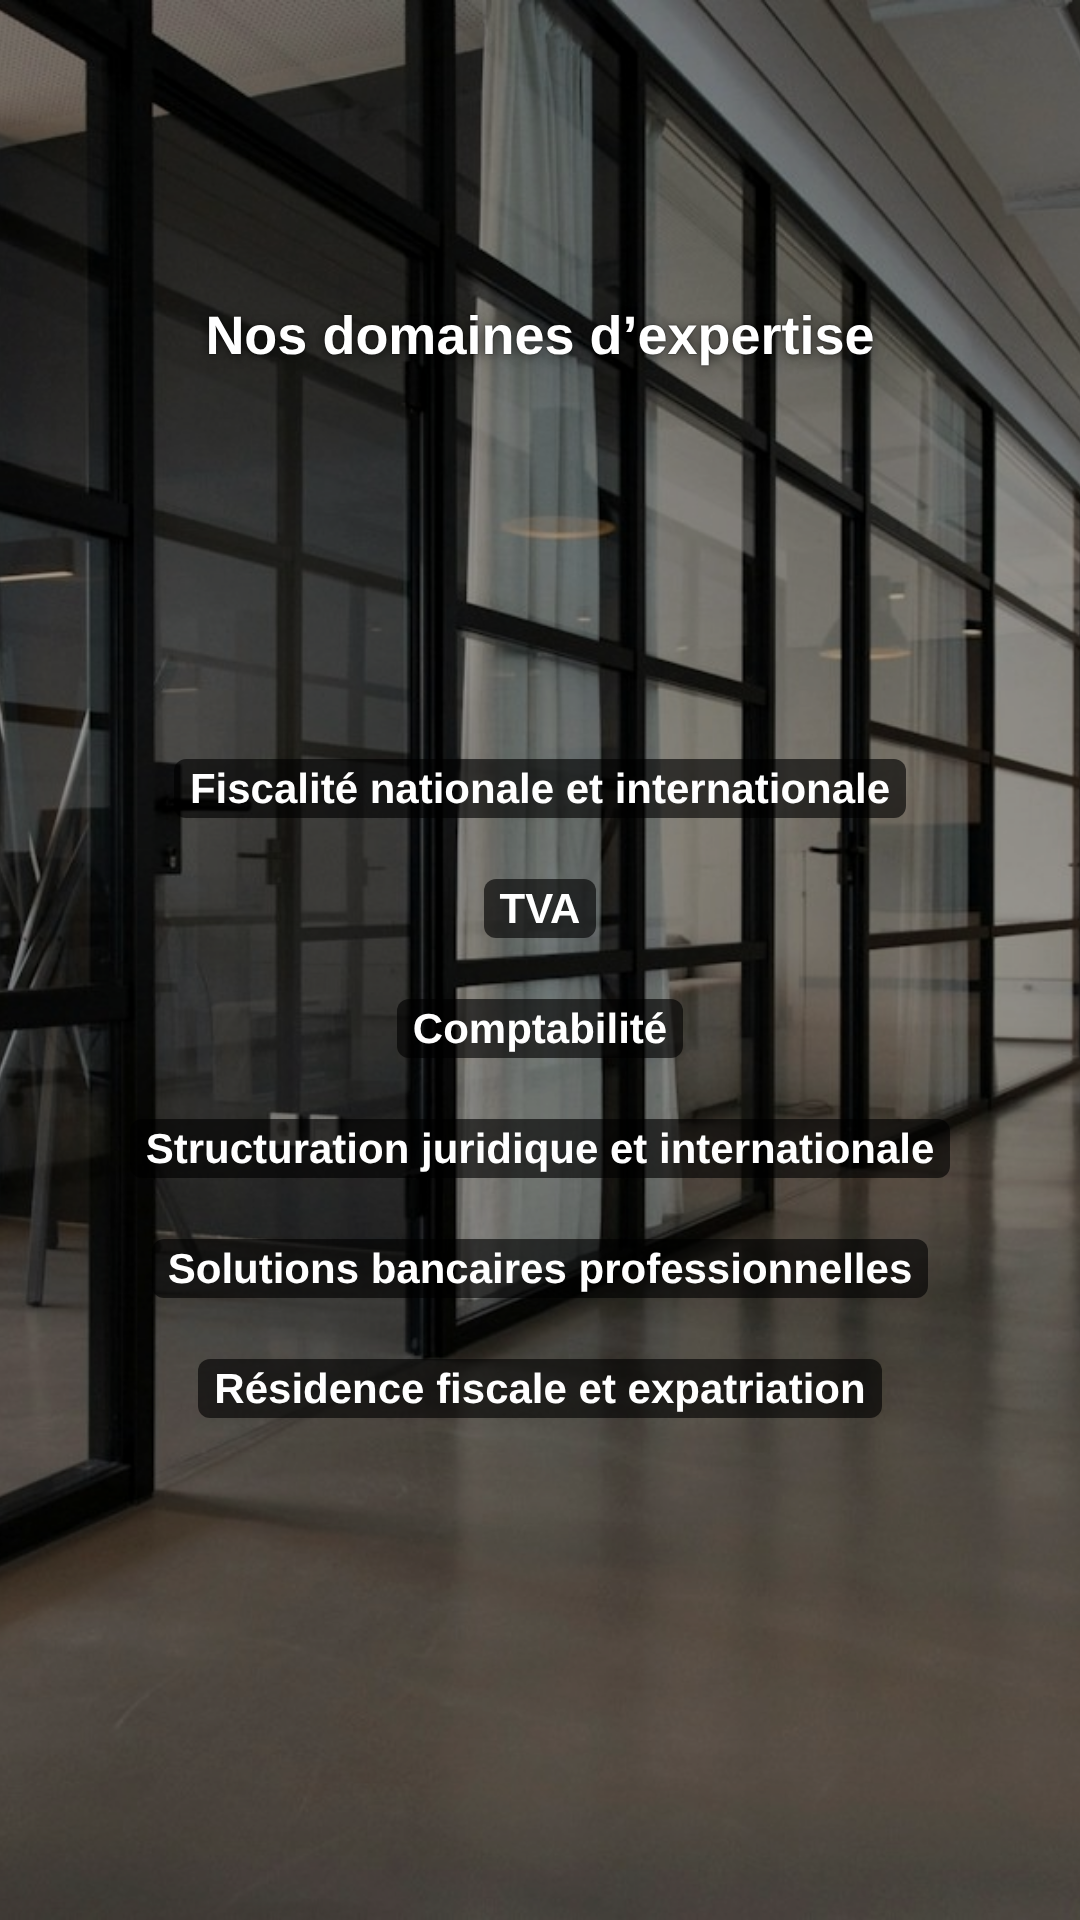 Nos domaines d’expertise
Fiscalité nationale et internationale
TVA
Comptabilité
Structuration juridique et internationale
Solutions bancaires professionnelles
Résidence fiscale et expatriation